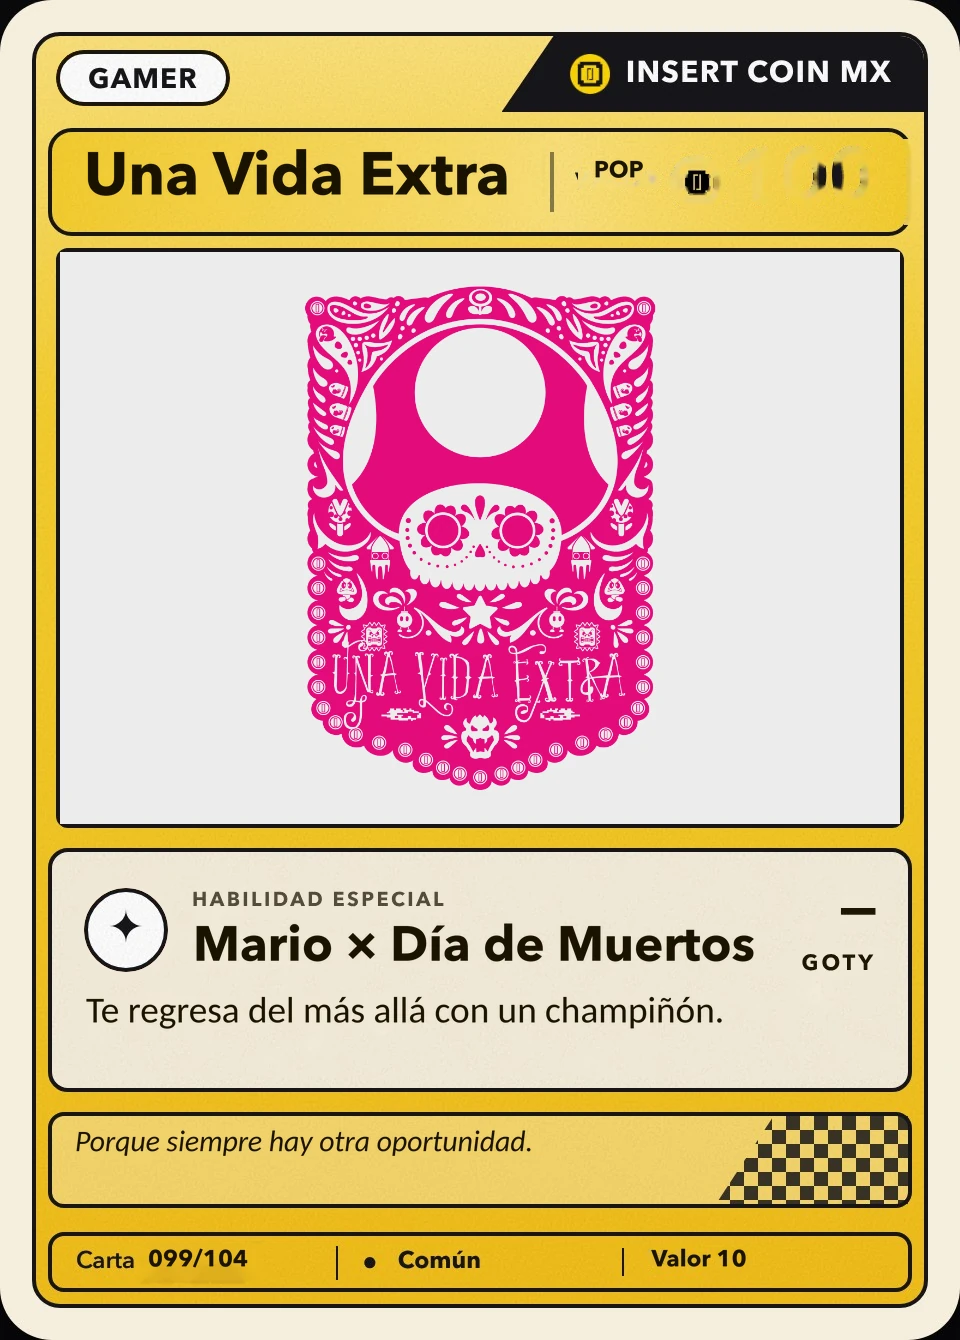 GAMER
INSERT COIN MX
Una Vida Extra
POP
UNA VIDA EXTRA
HABILIDAD ESPECIAL
Mario × Día de Muertos
—
GOTY
Te regresa del más allá con un champiñón.
Porque siempre hay otra oportunidad.
Carta 099/104
• Común
Valor 10